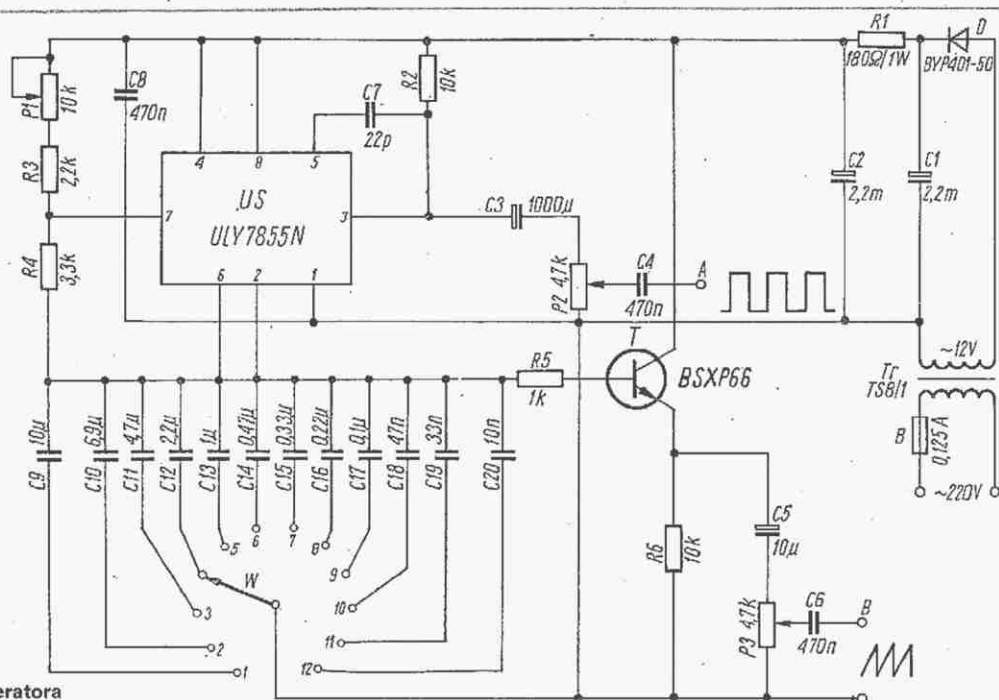 R1
D
180Ω/1W
BYP401-50
P1
10k
C8
470n
R2
10k
C7
22p
4
8
5
R3
2,2k
US
ULY7855N
7
3
6
2
1
C3
1000μ
C2
2,2m
C1
2,2m
R4
3,3k
P2 4,7k
C4
470n
A
T
BSXP66
R5
1k
~12V
Tr
TS8/1
B
0,125A
~220V
C9
10μ
C10
6,9μ
C11
4,7μ
C12
2,2μ
C13
1μ
C14
0,47μ
C15
0,33μ
C16
0,22μ
C17
0,1μ
C18
47n
C19
33n
C20
10n
5
6
7
8
W
9
3
10
2
11
1
12
R6
10k
C5
10μ
P3 4,7k
C6
470n
B
eratora